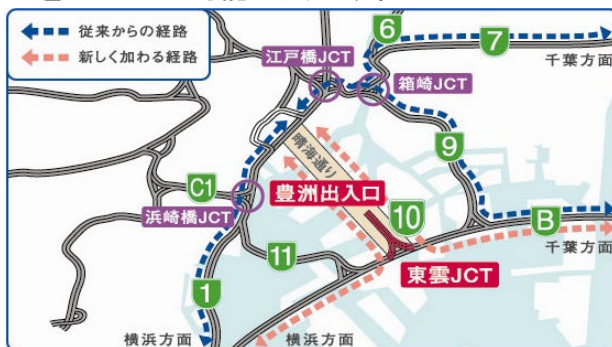 従来からの経路
新しく加わる経路
江戸橋JCT
6
7
千葉方面
箱崎JCT
晴海通り
9
C1
豊洲出入口
10
B
浜崎橋JCT
千葉方面
11
東雲JCT
1
横浜方面
横浜方面